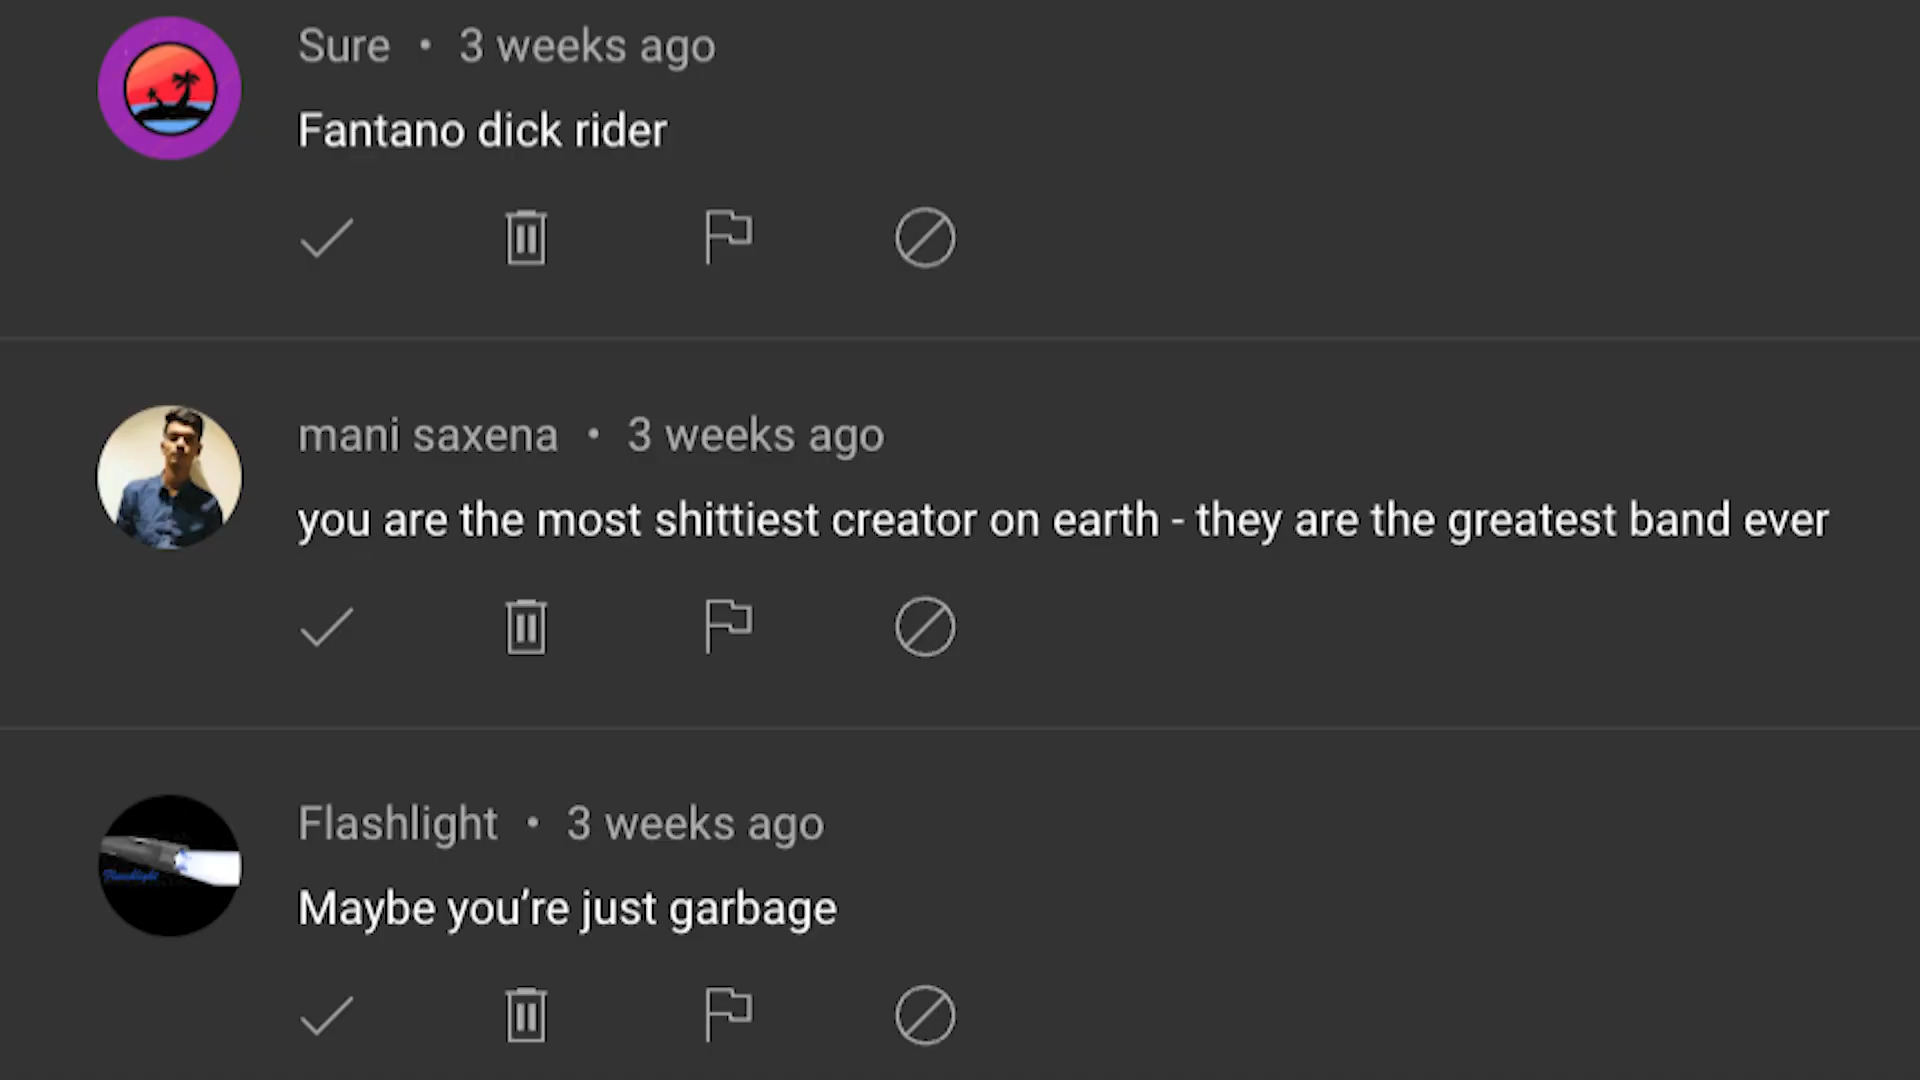 Sure • 3 weeks ago
Fantano dick rider
mani saxena • 3 weeks ago
you are the most shittiest creator on earth - they are the greatest band ever
Flashlight • 3 weeks ago
Flashlight
Maybe you’re just garbage